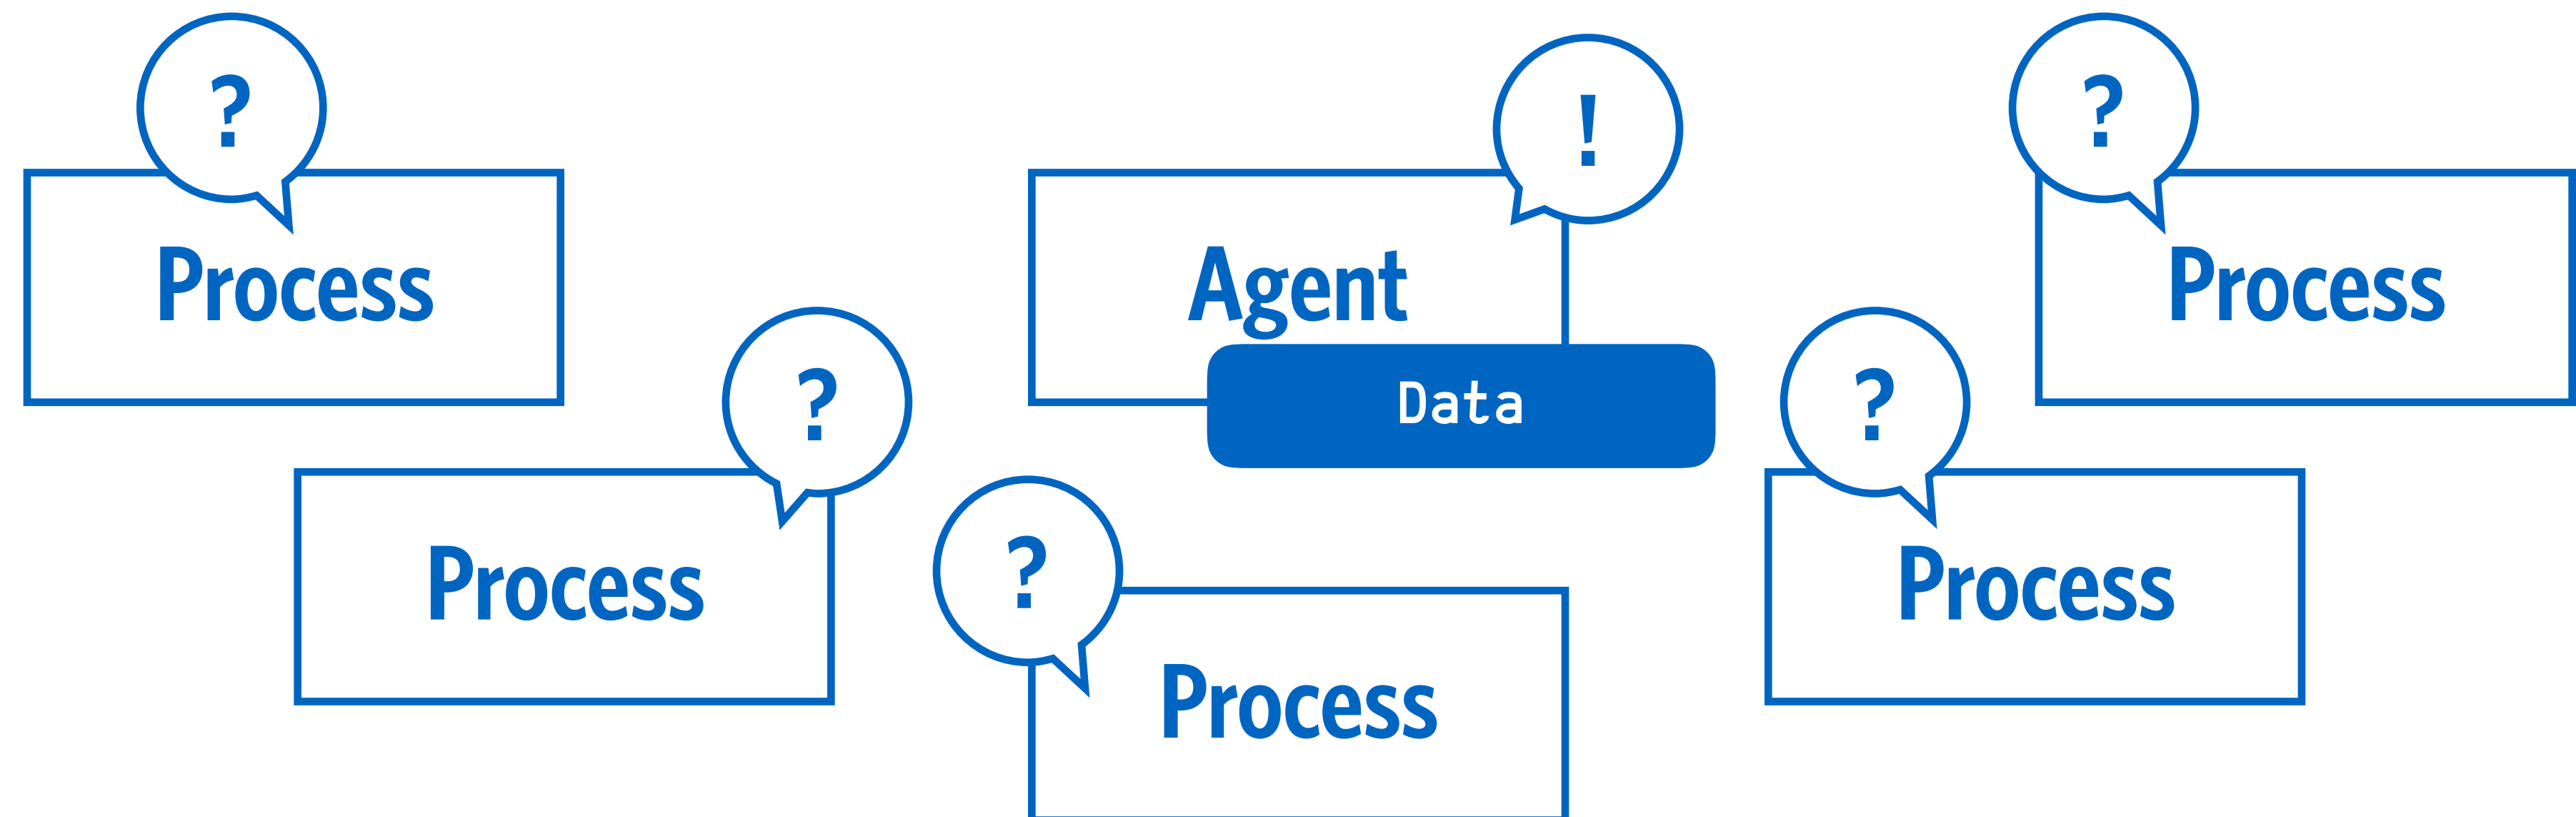 ?
!
?
Process
Agent
Process
?
Data
?
Process
?
Process
Process